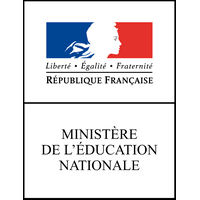 Liberté • Égalité • Fraternité
RÉPUBLIQUE FRANÇAISE
MINISTÈRE
DE L'ÉDUCATION
NATIONALE